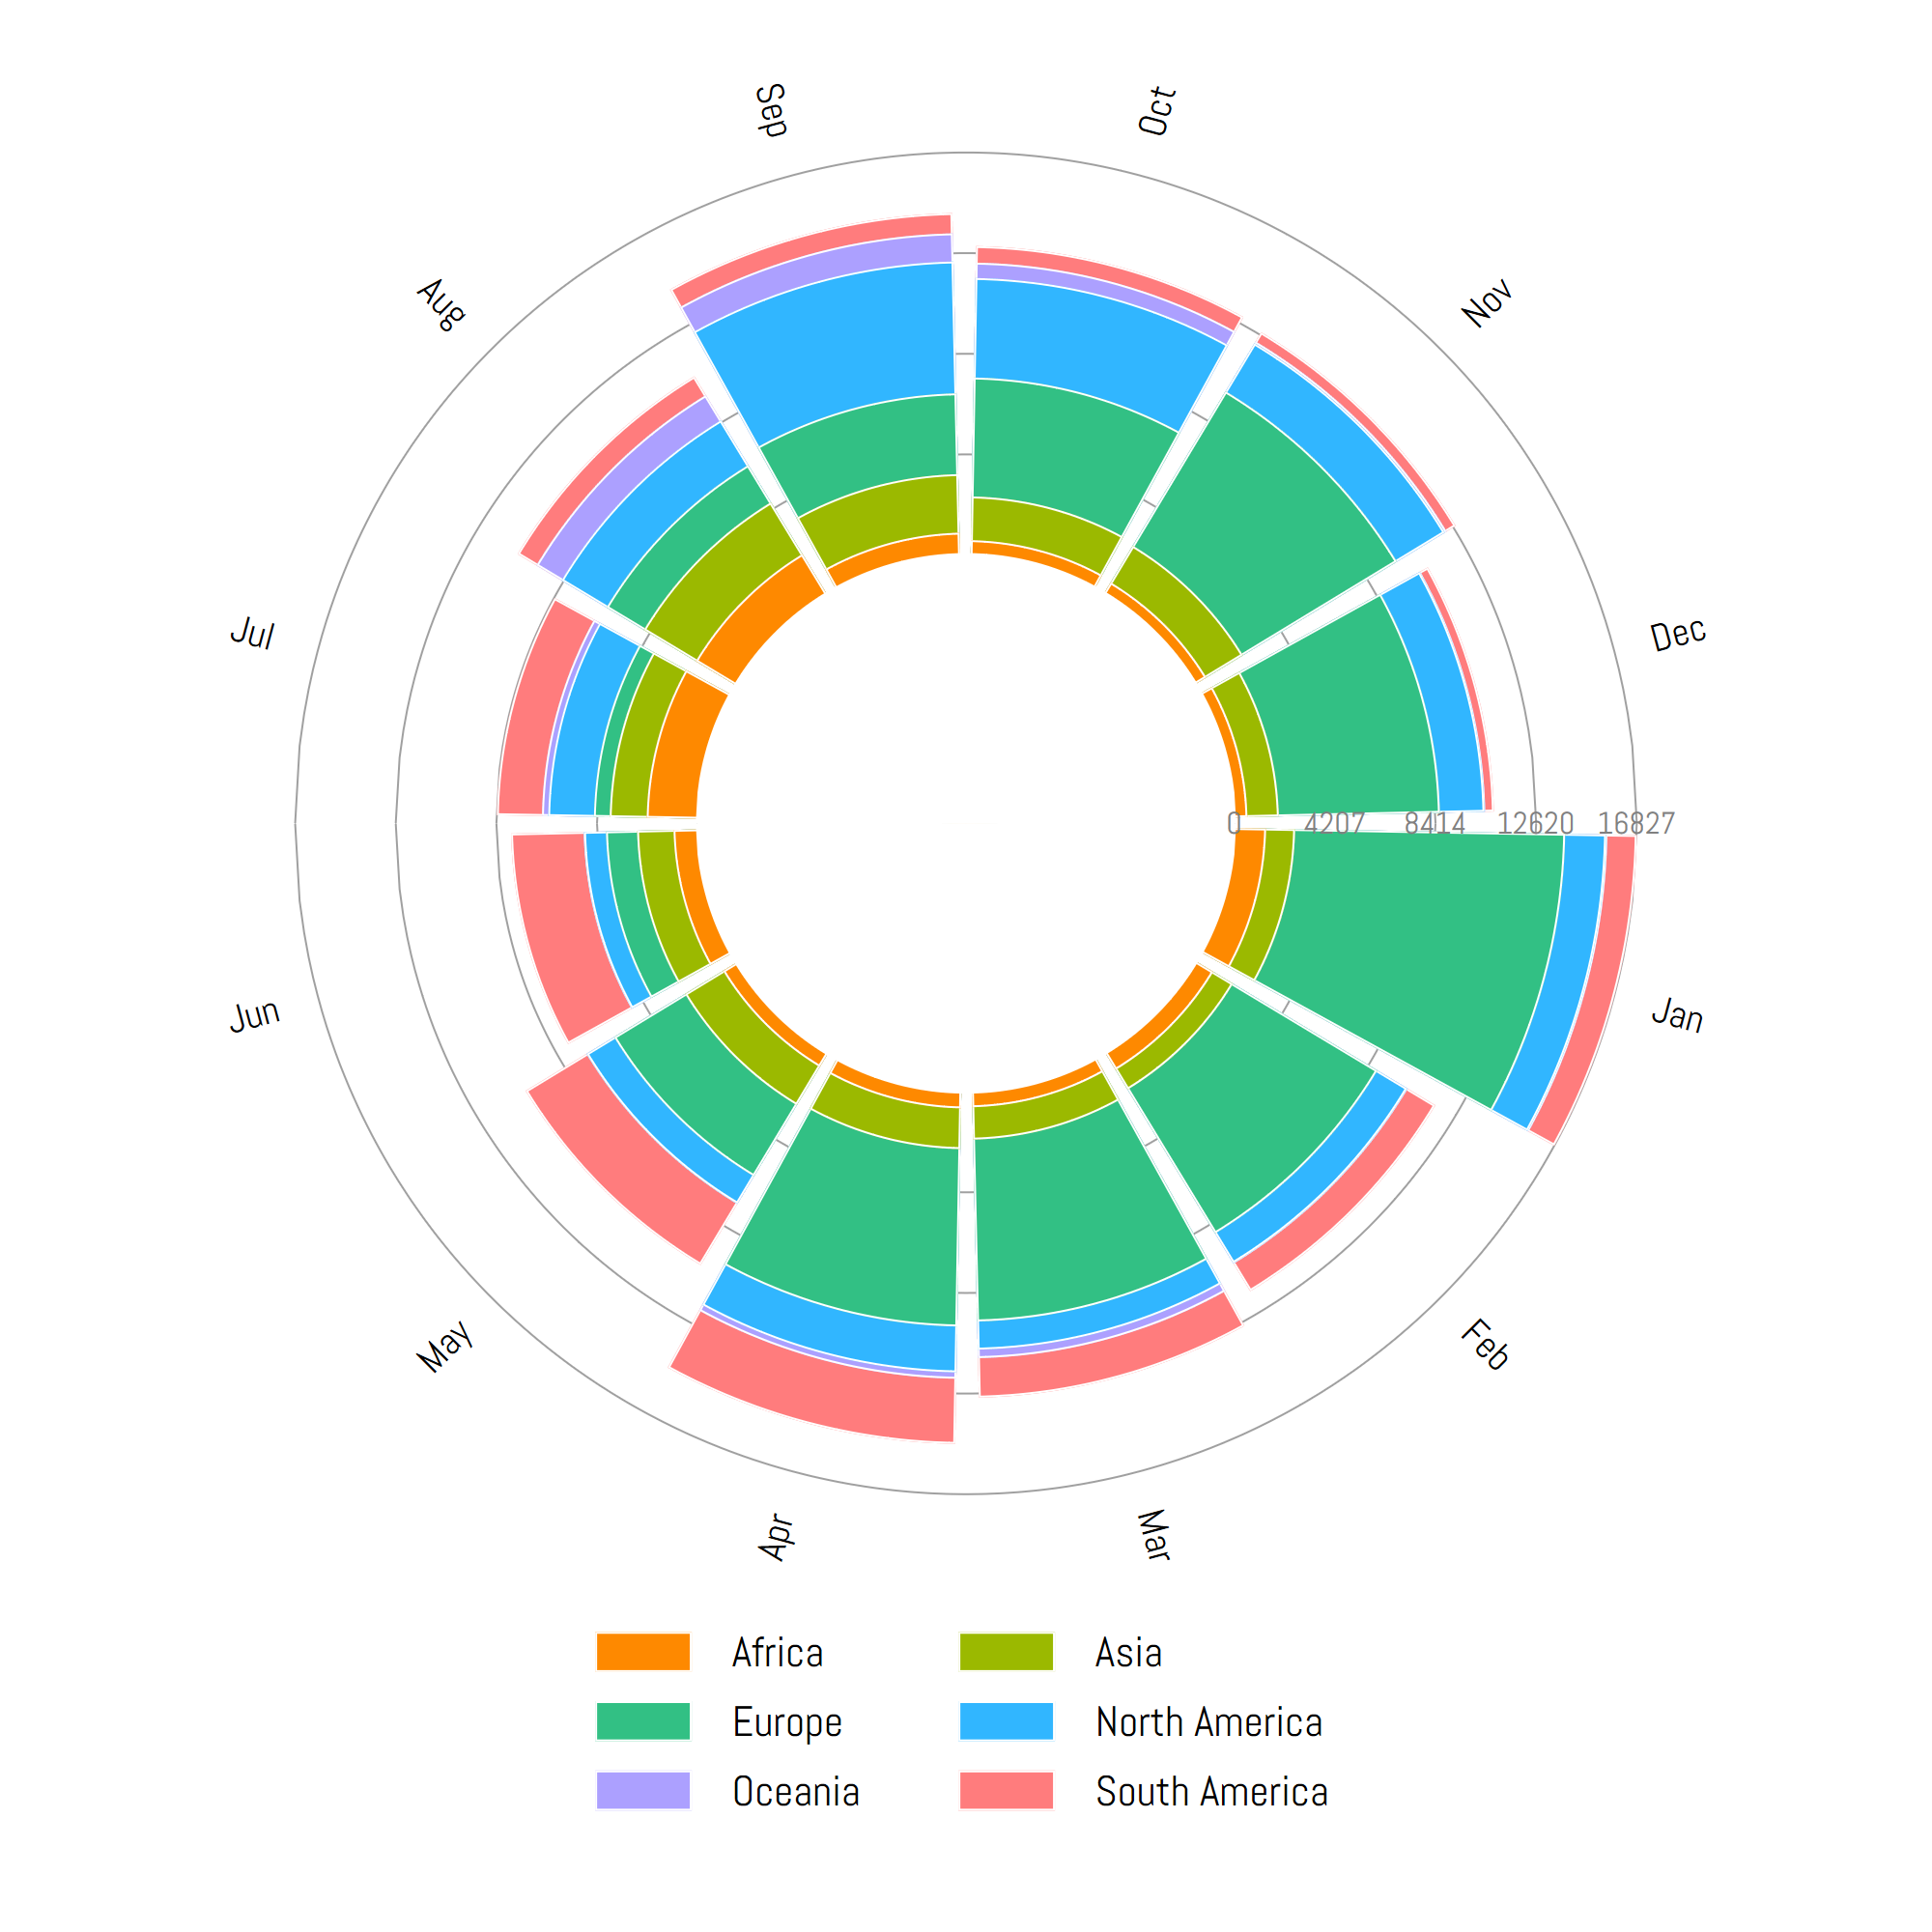 Sep
Oct
Aug
Nov
Jul
Dec
0 4207 8414 12620 16827
Jun
Jan
May
Feb
Apr
Mar
Africa
Asia
Europe
North America
Oceania
South America